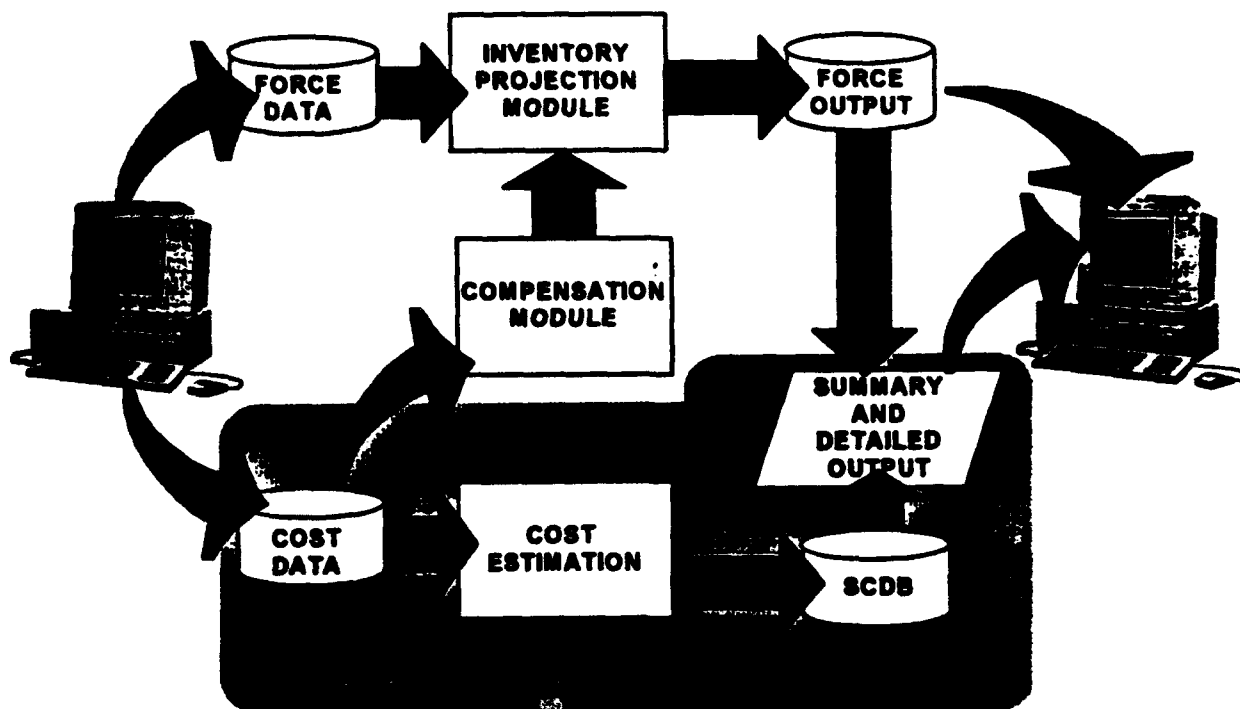 FORCE
DATA
INVENTORY
PROJECTION
MODULE
FORCE
OUTPUT
COMPENSATION
MODULE
SUMMARY
AND
DETAILED
OUTPUT
COST
DATA
COST
ESTIMATION
SCDB